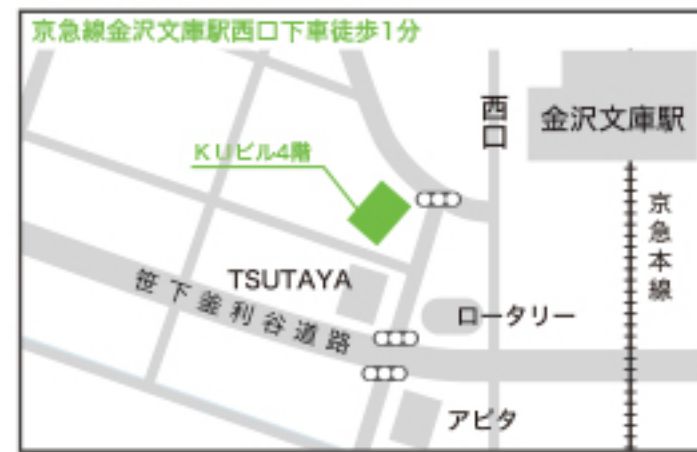 京急線金沢文庫駅西口下車徒歩1分
西口
金沢文庫駅
KUビル4階
京急本線
TSUTAYA
笹下釜利谷道路
ロータリー
アピタ